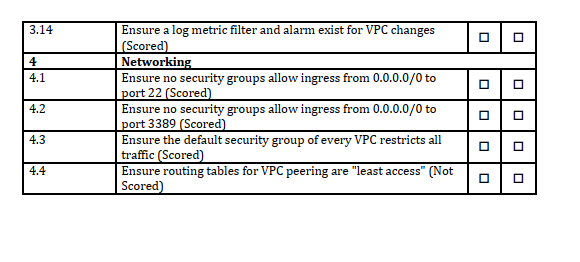 3.14 Ensure a log metric filter and alarm exist for VPC changes
(Scored)
4 Networking
4.1 Ensure no security groups allow ingress from 0.0.0.0/0 to
port 22 (Scored)
4.2 Ensure no security groups allow ingress from 0.0.0.0/0 to
port 3389 (Scored)
4.3 Ensure the default security group of every VPC restricts all
traffic (Scored)
4.4 Ensure routing tables for VPC peering are "least access" (Not
Scored)